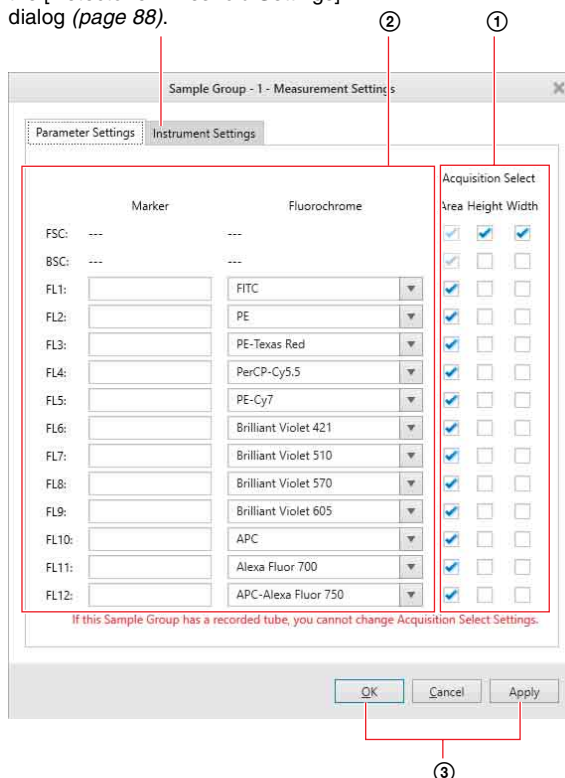 dialog (page 88).
② ①
Sample Group - 1 - Measurement Settings
Parameter Settings Instrument Settings
Acquisition Select
Marker Fluorochrome Area Height Width
FSC: --- ---
BSC: --- ---
FL1: FITC
FL2: PE
FL3: PE-Texas Red
FL4: PerCP-Cy5.5
FL5: PE-Cy7
FL6: Brilliant Violet 421
FL7: Brilliant Violet 510
FL8: Brilliant Violet 570
FL9: Brilliant Violet 605
FL10: APC
FL11: Alexa Fluor 700
FL12: APC-Alexa Fluor 750
If this Sample Group has a recorded tube, you cannot change Acquisition Select Settings.
OK Cancel Apply
③